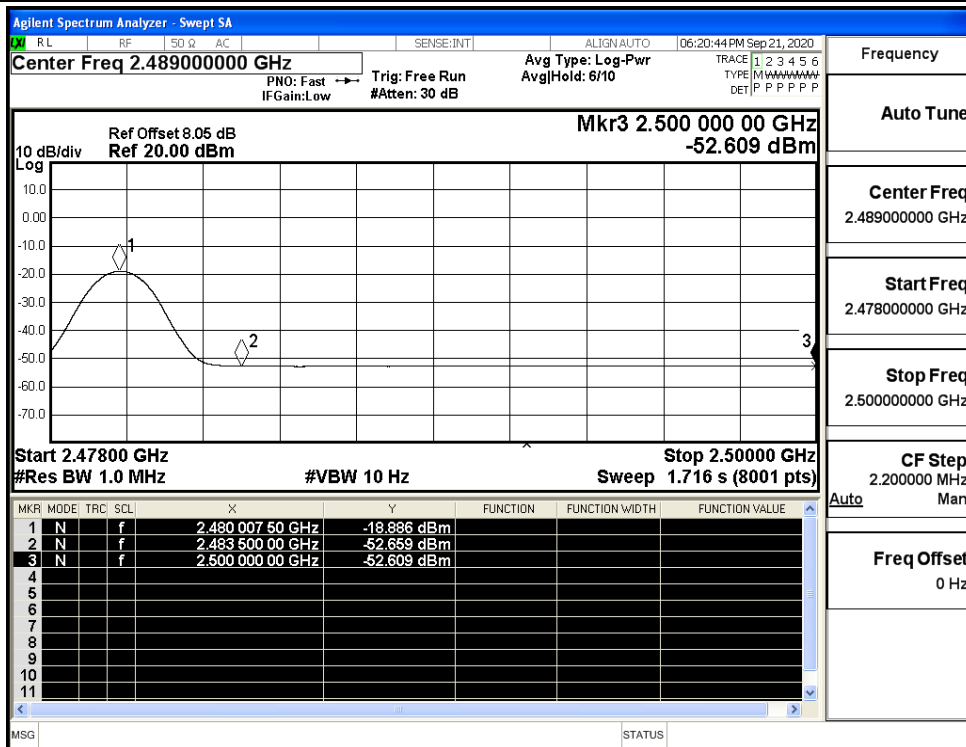 Agilent Spectrum Analyzer - Swept SA
LXI RL RF 50 Ω AC SENSE:INT ALIGNAUTO 06:20:44 PM Sep 21, 2020
Center Freq 2.489000000 GHz
PNO: Fast
IFGain:Low
Trig: Free Run
#Atten: 30 dB
Avg Type: Log-Pwr
Avg|Hold: 6/10
TRACE 1 2 3 4 5 6
TYPE M W W W W W
DET P P P P P P
Ref Offset 8.05 dB
10 dB/div Ref 20.00 dBm
Log
Mkr3 2.500 000 00 GHz
-52.609 dBm
10.0
0.00
-10.0
-20.0
-30.0
-40.0
-50.0
-60.0
-70.0
1
2
3
Start 2.47800 GHz Stop 2.50000 GHz
#Res BW 1.0 MHz #VBW 10 Hz Sweep 1.716 s (8001 pts)
MKR MODE TRC SCL X Y FUNCTION FUNCTION WIDTH FUNCTION VALUE
1 N f 2.480 007 50 GHz -18.886 dBm
2 N f 2.483 500 00 GHz -52.659 dBm
3 N f 2.500 000 00 GHz -52.609 dBm
4
5
6
7
8
9
10
11
MSG STATUS
Frequency
Auto Tune
Center Freq
2.489000000 GHz
Start Freq
2.478000000 GHz
Stop Freq
2.500000000 GHz
CF Step
2.200000 MHz
Auto Man
Freq Offset
0 Hz